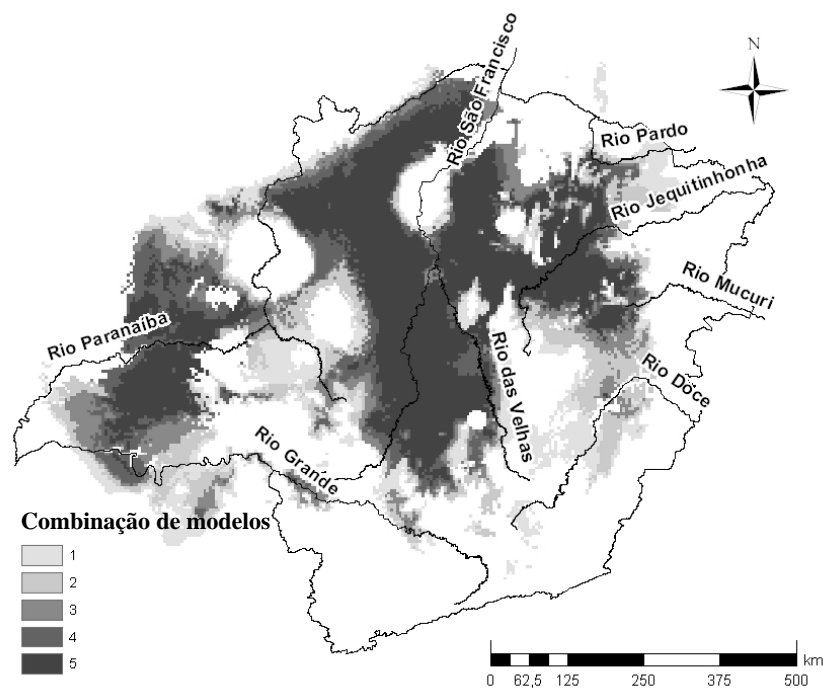 N
Rio São Francisco
Rio Pardo
Rio Jequitinhonha
Rio Mucuri
Rio Paranaíba
Rio Doce
Rio das Velhas
Rio Grande
Combinação de modelos
1
2
3
4
5
km
0 62,5 125 250 375 500